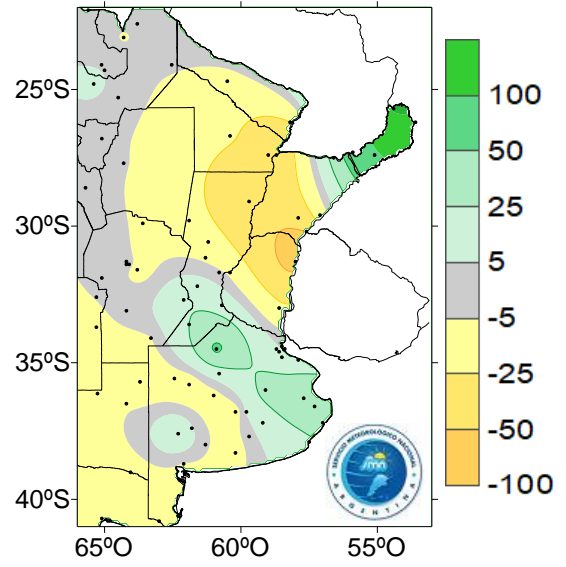 25ºS
30ºS
35ºS
40ºS
65ºO
60ºO
55ºO
100
50
25
5
-5
-25
-50
-100
SERVICIO METEOROLÓGICO NACIONAL
smn
ARGENTINA